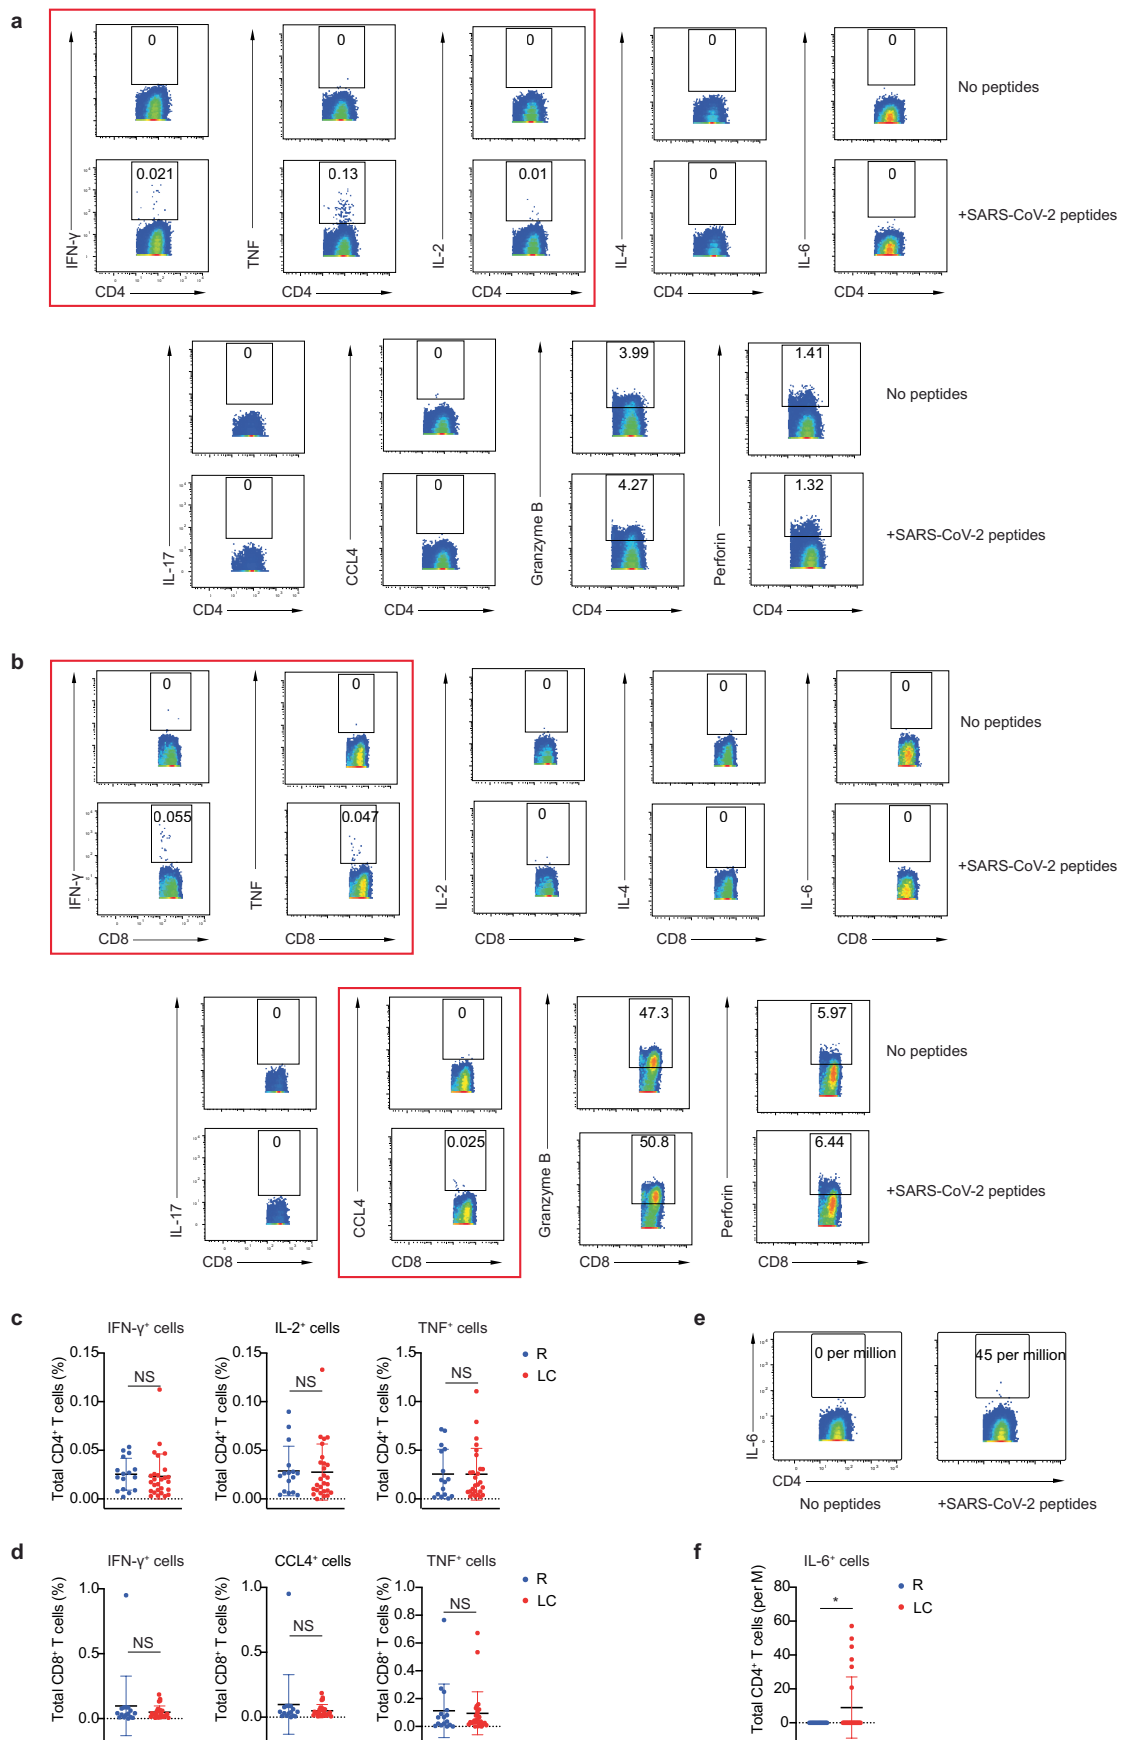 a
0 0 0 0 0
No peptides
0.021 0.13 0.01 0 0
+SARS-CoV-2 peptides
IFN-γ TNF IL-2 IL-4 IL-6
CD4 CD4 CD4 CD4 CD4
0 0 3.99 1.41
No peptides
0 0 4.27 1.32
+SARS-CoV-2 peptides
IL-17 CCL4 Granzyme B Perforin
CD4 CD4 CD4 CD4
b
0 0 0 0 0
No peptides
0.055 0.047 0 0 0
+SARS-CoV-2 peptides
IFN-γ TNF IL-2 IL-4 IL-6
CD8 CD8 CD8 CD8 CD8
0 0 47.3 5.97
No peptides
0 0.025 50.8 6.44
+SARS-CoV-2 peptides
IL-17 CCL4 Granzyme B Perforin
CD8 CD8 CD8 CD8
c
IFN-γ⁺ cells IL-2⁺ cells TNF⁺ cells
Total CD4⁺ T cells (%)
0.15
0.10
0.05
0.00
NS
Total CD4⁺ T cells (%)
0.15
0.10
0.05
0.00
NS
Total CD4⁺ T cells (%)
1.5
1.0
0.5
0.0
NS
R
LC
e
IL-6
0 per million 45 per million
CD4
No peptides +SARS-CoV-2 peptides
d
IFN-γ⁺ cells CCL4⁺ cells TNF⁺ cells
Total CD8⁺ T cells (%)
1.0
0.5
0.0
NS
Total CD8⁺ T cells (%)
1.0
0.5
0.0
NS
Total CD8⁺ T cells (%)
1.0
0.8
0.6
0.4
0.2
0.0
NS
R
LC
f
IL-6⁺ cells
Total CD4⁺ T cells (per M)
80
60
40
20
0
*
R
LC